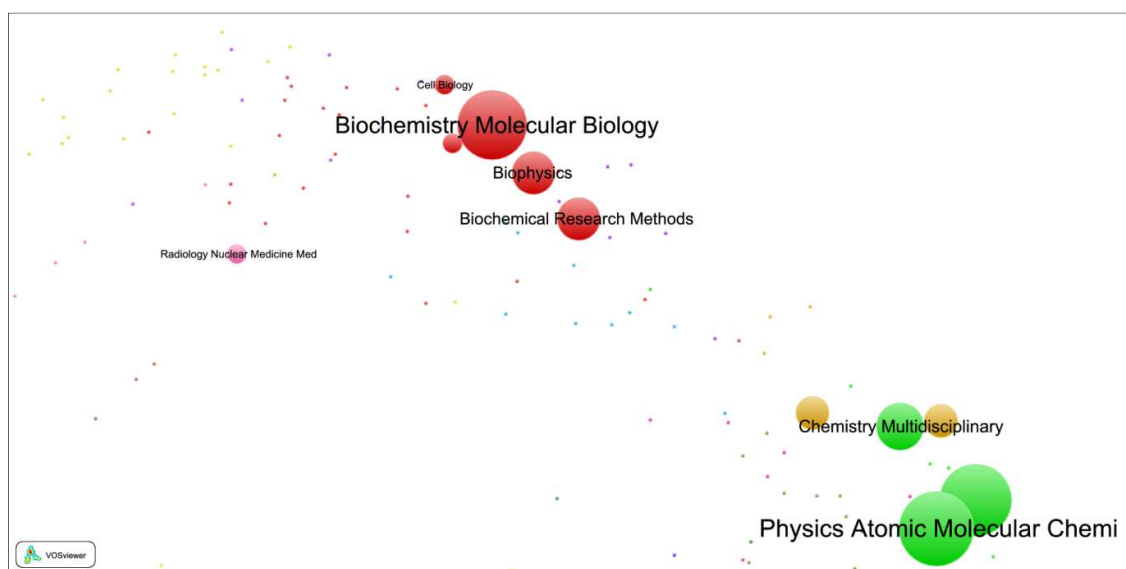 Cell Biology
Biochemistry Molecular Biology
Biophysics
Biochemical Research Methods
Radiology Nuclear Medicine Med
Chemistry Multidisciplinary
Physics Atomic Molecular Chemi
VOSviewer